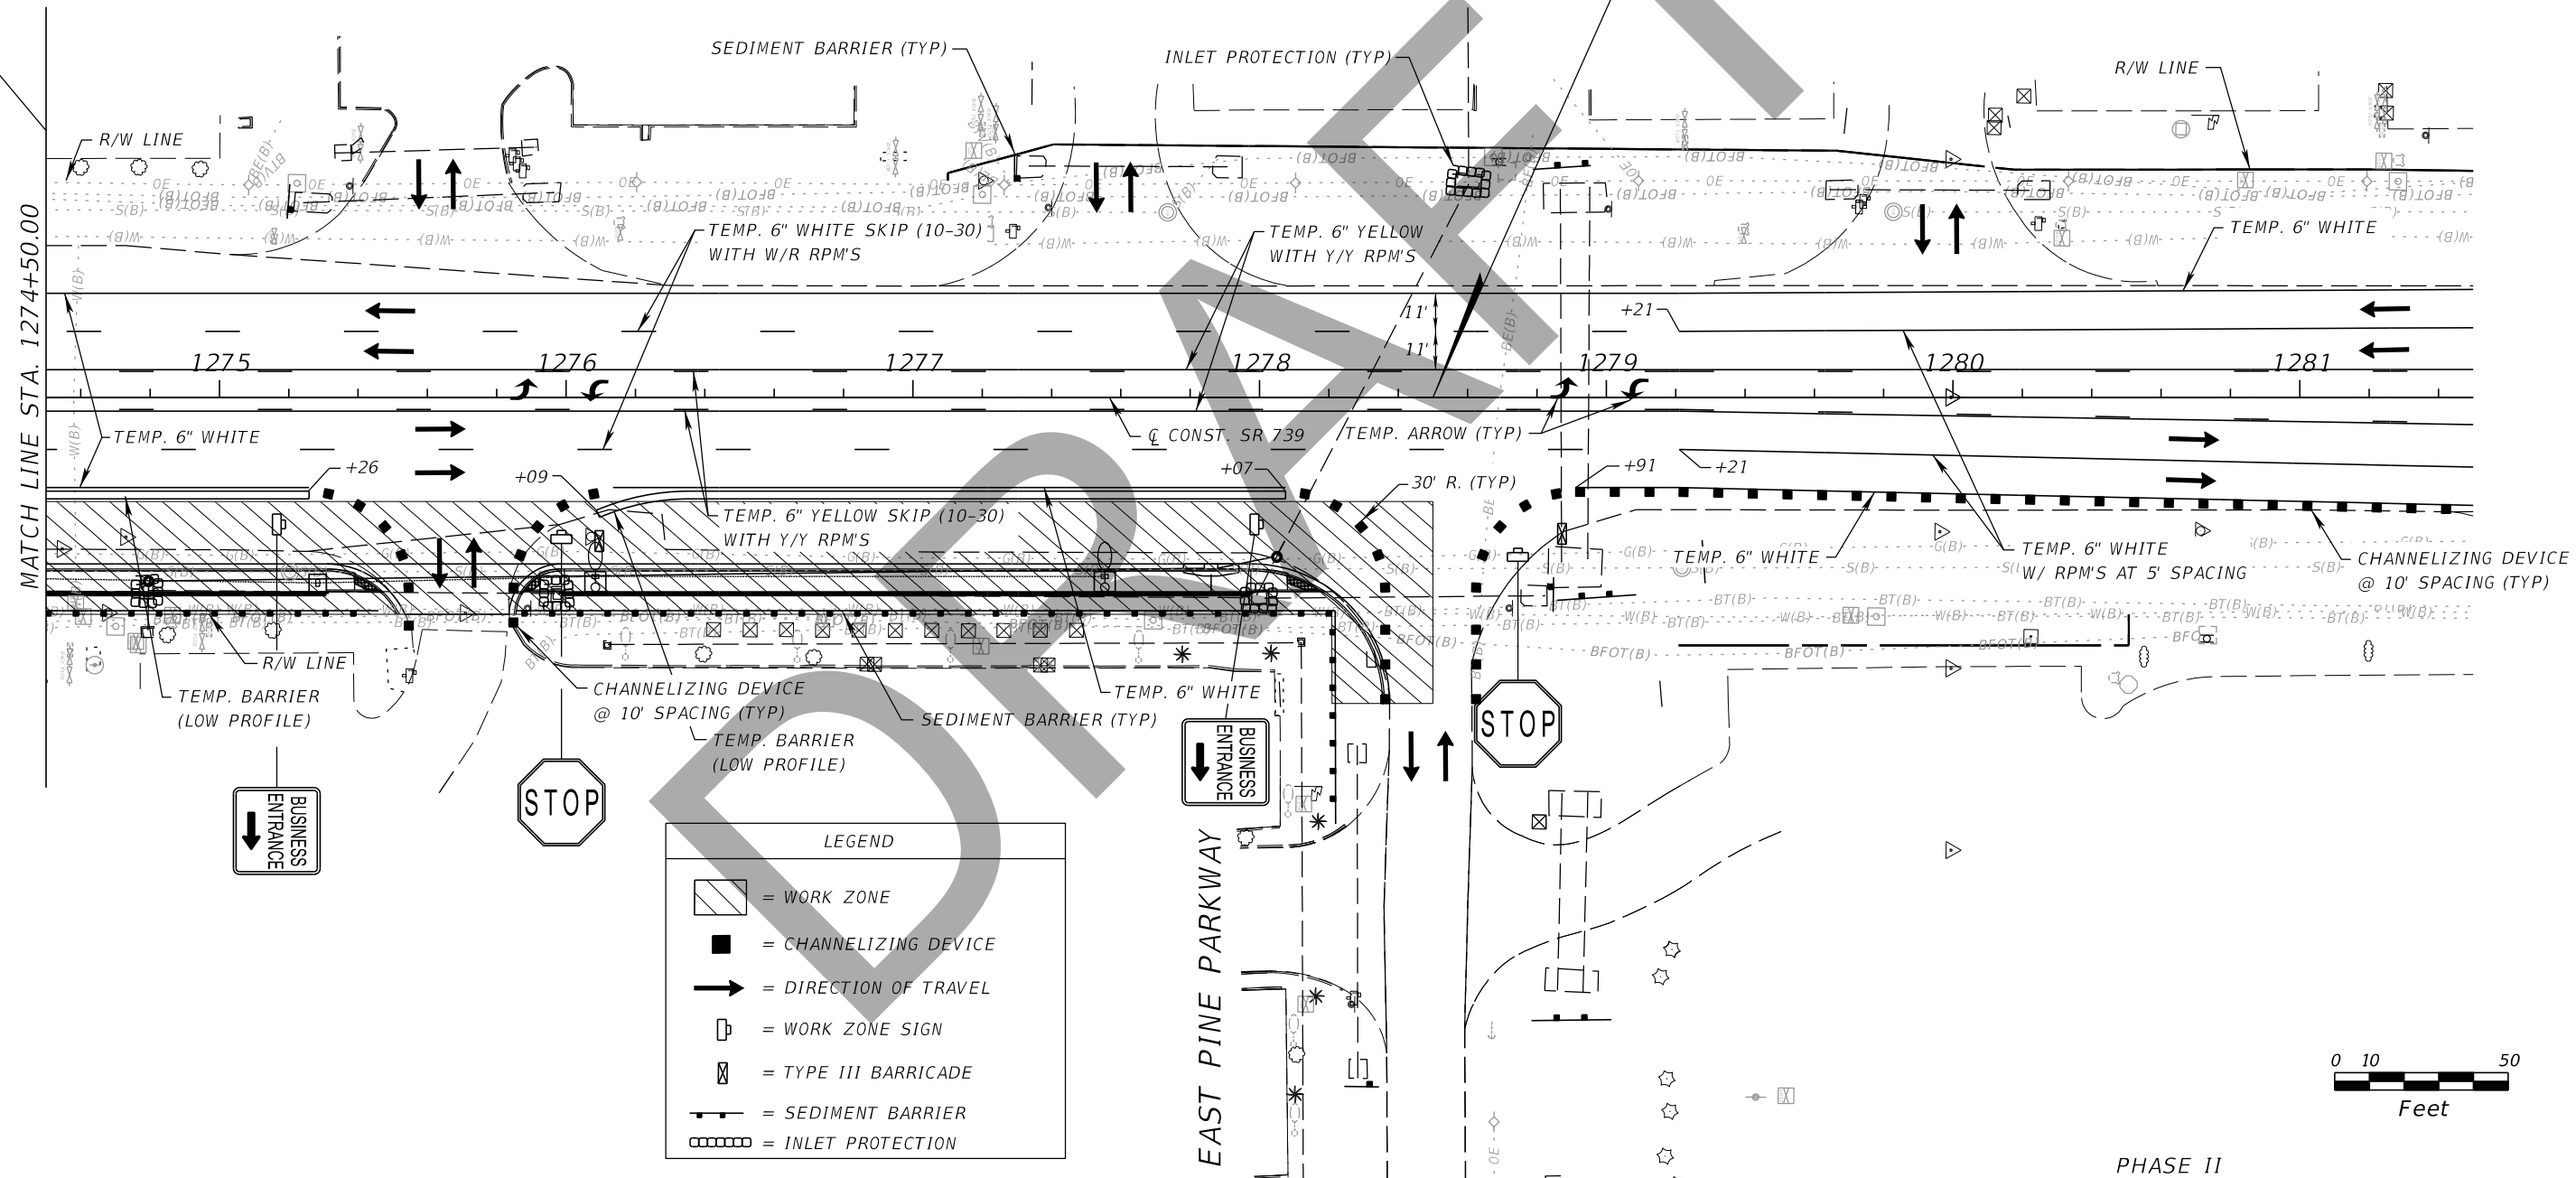 SEDIMENT BARRIER (TYP)
INLET PROTECTION (TYP)
R/W LINE
R/W LINE
MATCH LINE STA. 1274+50.00
TEMP. 6" WHITE SKIP (10-30)
WITH W/R RPM'S
TEMP. 6" YELLOW
WITH Y/Y RPM'S
TEMP. 6" WHITE
11'
11'
+21
1275
1276
1277
1278
1279
1280
1281
TEMP. 6" WHITE
℄ CONST. SR 739
TEMP. ARROW (TYP)
+26
+09
+07
+91
+21
30' R. (TYP)
TEMP. 6" YELLOW SKIP (10-30)
WITH Y/Y RPM'S
TEMP. 6" WHITE
TEMP. 6" WHITE
W/ RPM'S AT 5' SPACING
CHANNELIZING DEVICE
@ 10' SPACING (TYP)
R/W LINE
TEMP. BARRIER
(LOW PROFILE)
CHANNELIZING DEVICE
@ 10' SPACING (TYP)
TEMP. BARRIER
(LOW PROFILE)
SEDIMENT BARRIER (TYP)
TEMP. 6" WHITE
BUSINESS
ENTRANCE
STOP
BUSINESS
ENTRANCE
STOP
EAST PINE PARKWAY
LEGEND
= WORK ZONE
= CHANNELIZING DEVICE
= DIRECTION OF TRAVEL
= WORK ZONE SIGN
= TYPE III BARRICADE
= SEDIMENT BARRIER
= INLET PROTECTION
0 10 50
Feet
PHASE II
DRAFT